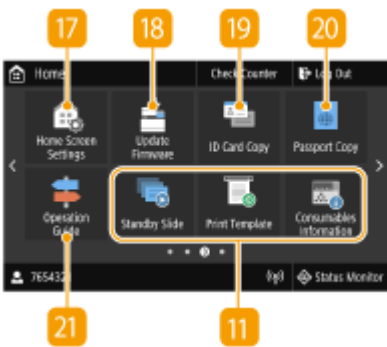 17 18 19 20
Home Check Counter Log Out
Home Screen Settings
Update Firmware
ID Card Copy
Passport Copy
Operation Guide
Standby Slide
Print Template
Consumables Information
765432
Status Monitor
21 11